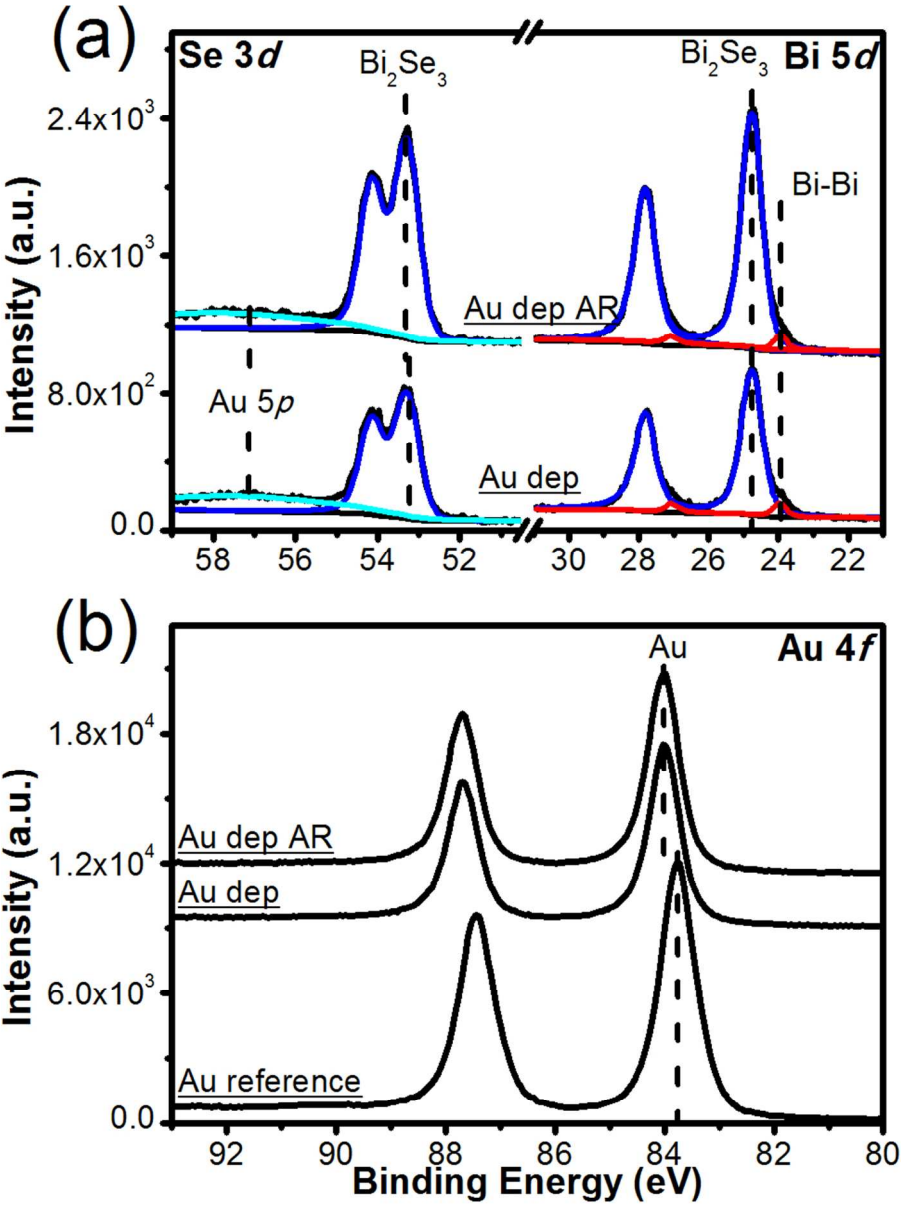 (a)
Se 3d
Bi₂Se₃
Bi₂Se₃
Bi 5d
2.4x10³
Bi-Bi
1.6x10³
Au dep AR
8.0x10²
Au 5p
Au dep
0.0
58 56 54 52 30 28 26 24 22
Intensity (a.u.)
(b)
Au
Au 4f
1.8x10⁴
Au dep AR
1.2x10⁴
Au dep
6.0x10³
Au reference
0.0
92 90 88 86 84 82 80
Intensity (a.u.)
Binding Energy (eV)